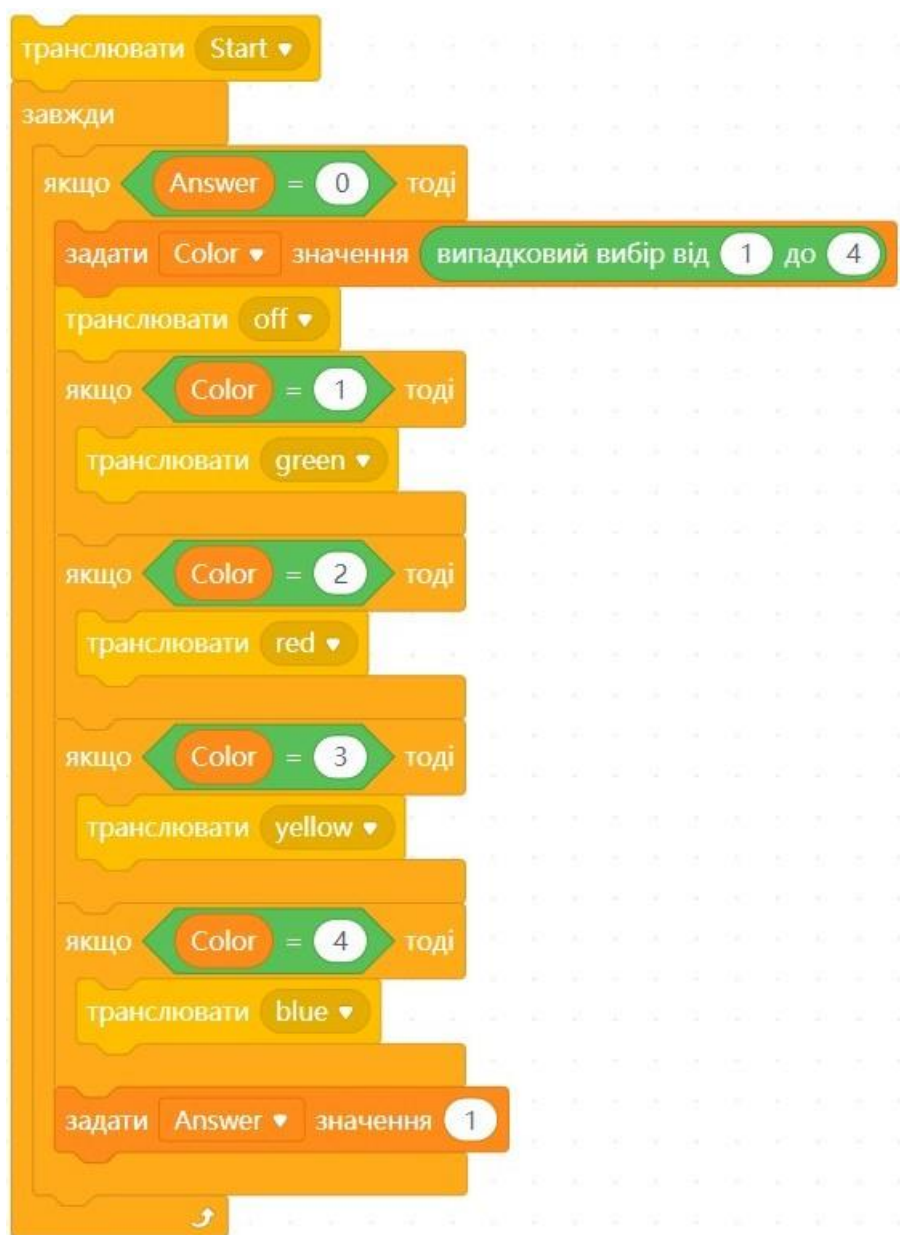 транслювати Start
завжди
якщо Answer = 0 тоді
задати Color значення випадковий вибір від 1 до 4
транслювати off
якщо Color = 1 тоді
транслювати green
якщо Color = 2 тоді
транслювати red
якщо Color = 3 тоді
транслювати yellow
якщо Color = 4 тоді
транслювати blue
задати Answer значення 1